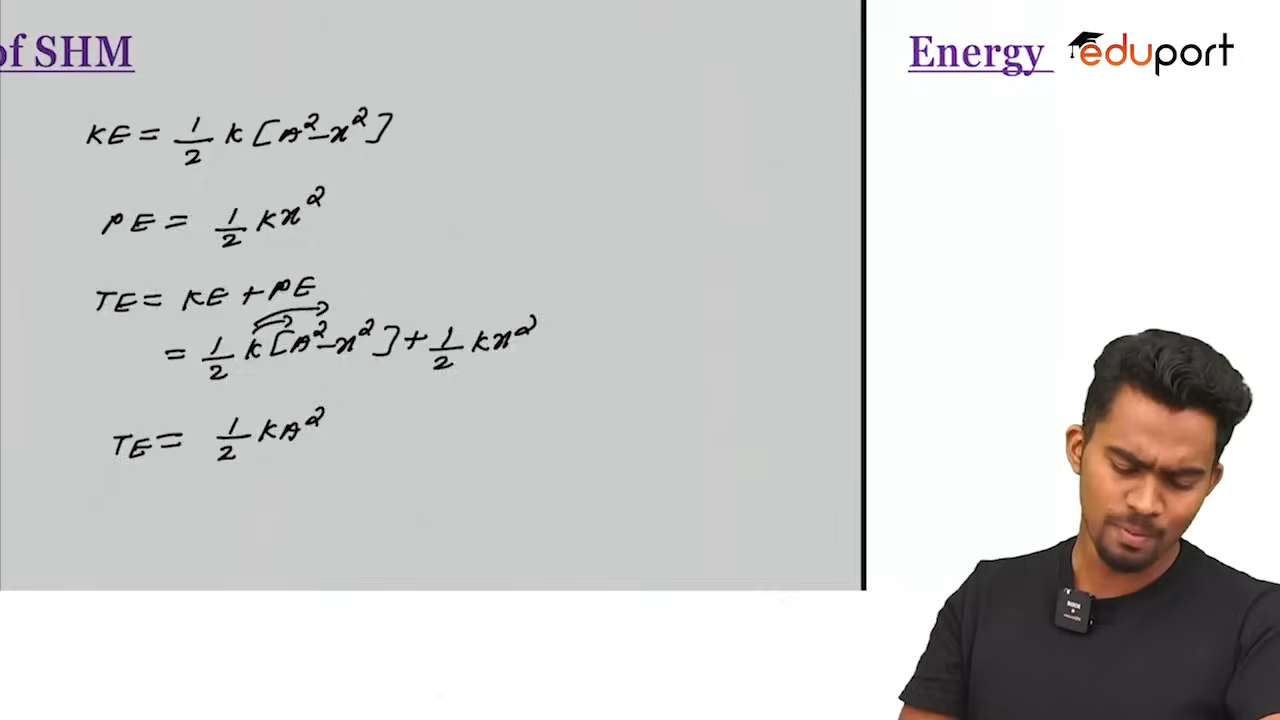 of SHM
Energy
eduport
KE = 1/2 K [A² - x²]
PE = 1/2 Kx²
TE = KE + PE
= 1/2 K[A² - x²] + 1/2 Kx²
TE = 1/2 KA²